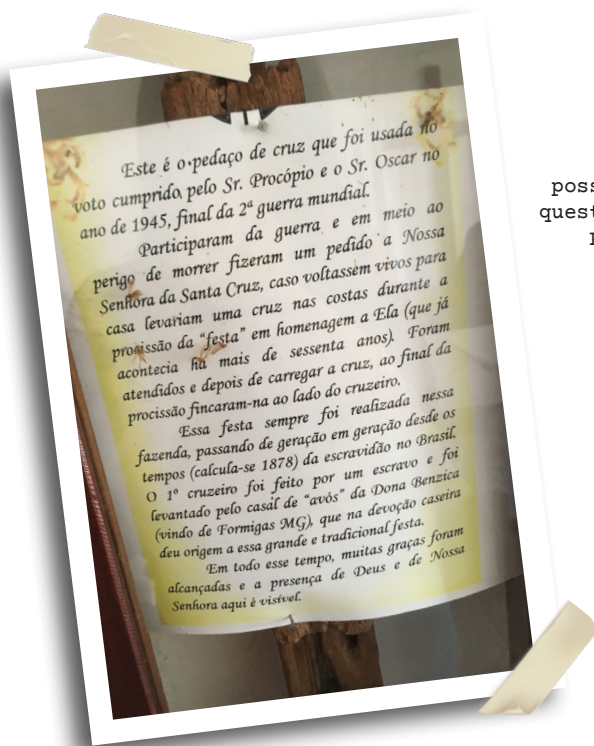 Este é o pedaço de cruz que foi usada no
voto cumprido, pelo Sr. Procópio e o Sr. Oscar no
ano de 1945, final da 2ª guerra mundial.
Participaram da guerra e em meio ao
perigo de morrer fizeram um pedido a Nossa
Senhora da Santa Cruz, caso voltassem vivos para
casa levariam uma cruz nas costas durante a
procissão da “festa” em homenagem a Ela (que já
acontecia há mais de sessenta anos). Foram
atendidos e depois de carregar a cruz, ao final da
procissão fincaram-na ao lado do cruzeiro.
Essa festa sempre foi realizada nessa
fazenda, passando de geração em geração desde os
tempos (calcula-se 1878) da escravidão no Brasil.
O 1º cruzeiro foi feito por um escravo e foi
levantado pelo casal de “avós” da Dona Benzica
(vindo de Formigas MG), que na devoção caseira
deu origem a essa grande e tradicional festa.
Em todo esse tempo, muitas graças foram
alcançadas e a presença de Deus e de Nossa
Senhora aqui é visível.